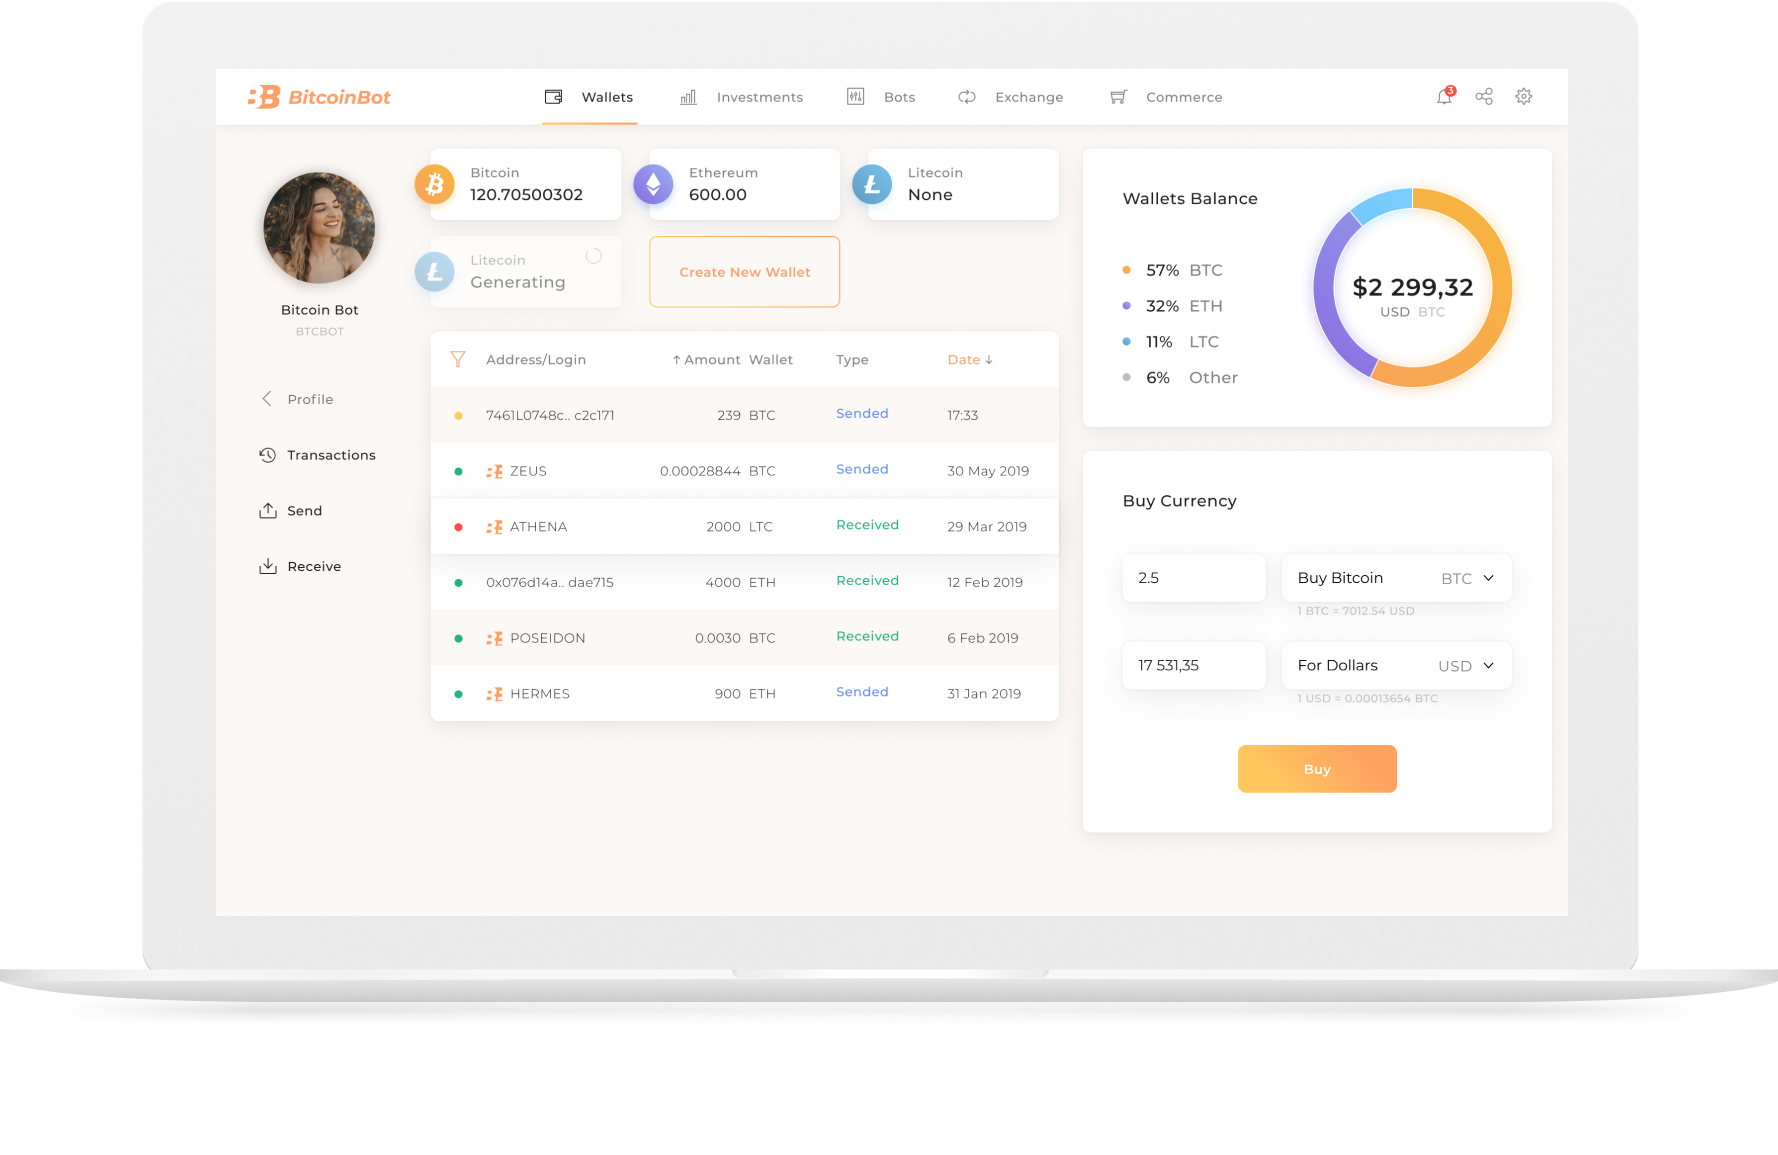 BitcoinBot
Wallets
Investments
Bots
Exchange
Commerce
3
Bitcoin Bot
BTCBOT
Profile
Transactions
Send
Receive
Bitcoin
120.70500302
Ethereum
600.00
Litecoin
None
Litecoin
Generating
Create New Wallet
Address/Login ↑ Amount Wallet Type Date ↓
7461L0748c.. c2c171 239 BTC Sended 17:33
ZEUS 0.00028844 BTC Sended 30 May 2019
ATHENA 2000 LTC Received 29 Mar 2019
0x076d14a.. dae715 4000 ETH Received 12 Feb 2019
POSEIDON 0.0030 BTC Received 6 Feb 2019
HERMES 900 ETH Sended 31 Jan 2019
Wallets Balance
57% BTC
32% ETH
11% LTC
6% Other
$2 299,32
USD BTC
Buy Currency
2.5
Buy Bitcoin BTC
1 BTC = 7012.54 USD
17 531,35
For Dollars USD
1 USD = 0.00013654 BTC
Buy